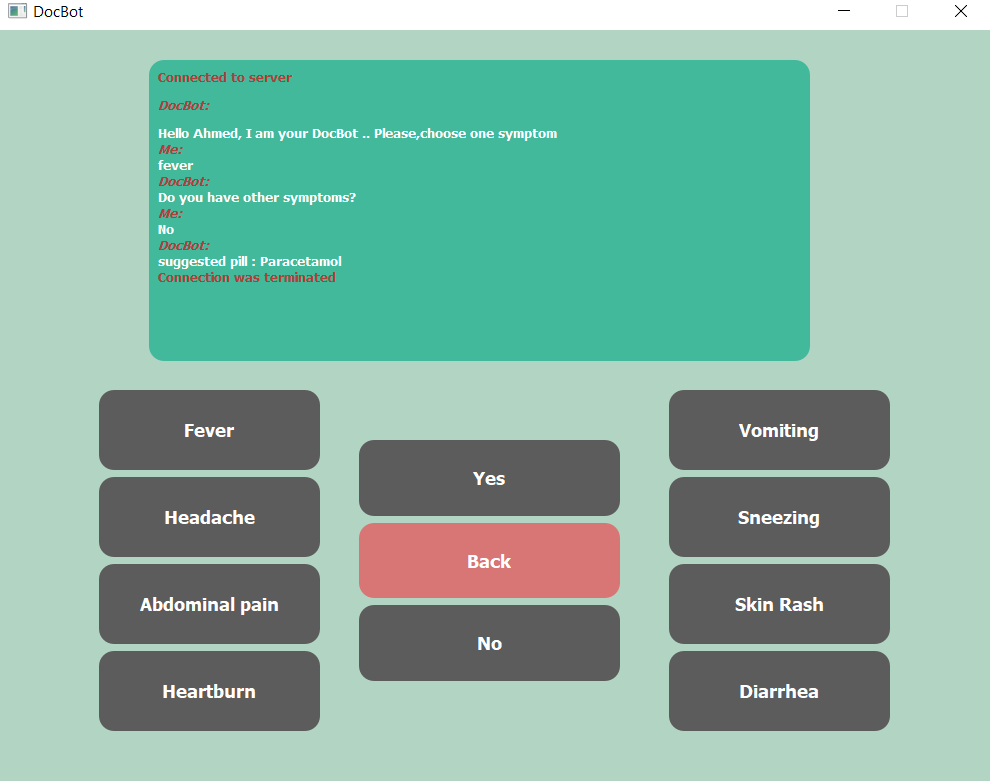 DocBot
Connected to server
DocBot:
Hello Ahmed, I am your DocBot .. Please,choose one symptom
Me:
fever
DocBot:
Do you have other symptoms?
Me:
No
DocBot:
suggested pill : Paracetamol
Connection was terminated
Fever
Headache
Abdominal pain
Heartburn
Yes
Back
No
Vomiting
Sneezing
Skin Rash
Diarrhea